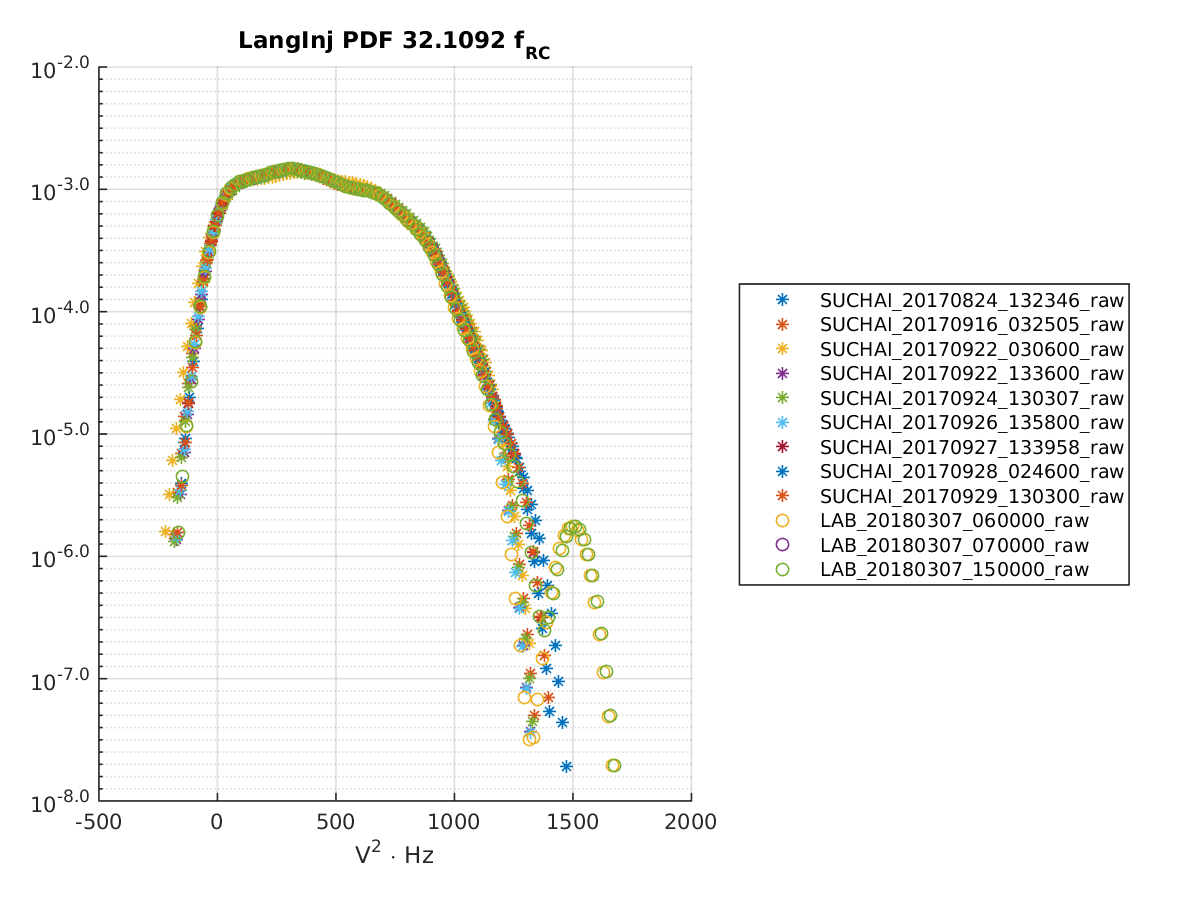 LangInj PDF 32.1092 f_RC
10^-2.0
10^-3.0
10^-4.0
10^-5.0
10^-6.0
10^-7.0
10^-8.0
-500 0 500 1000 1500 2000
V^2 · Hz
SUCHAI_20170824_132346_raw
SUCHAI_20170916_032505_raw
SUCHAI_20170922_030600_raw
SUCHAI_20170922_133600_raw
SUCHAI_20170924_130307_raw
SUCHAI_20170926_135800_raw
SUCHAI_20170927_133958_raw
SUCHAI_20170928_024600_raw
SUCHAI_20170929_130300_raw
LAB_20180307_060000_raw
LAB_20180307_070000_raw
LAB_20180307_150000_raw